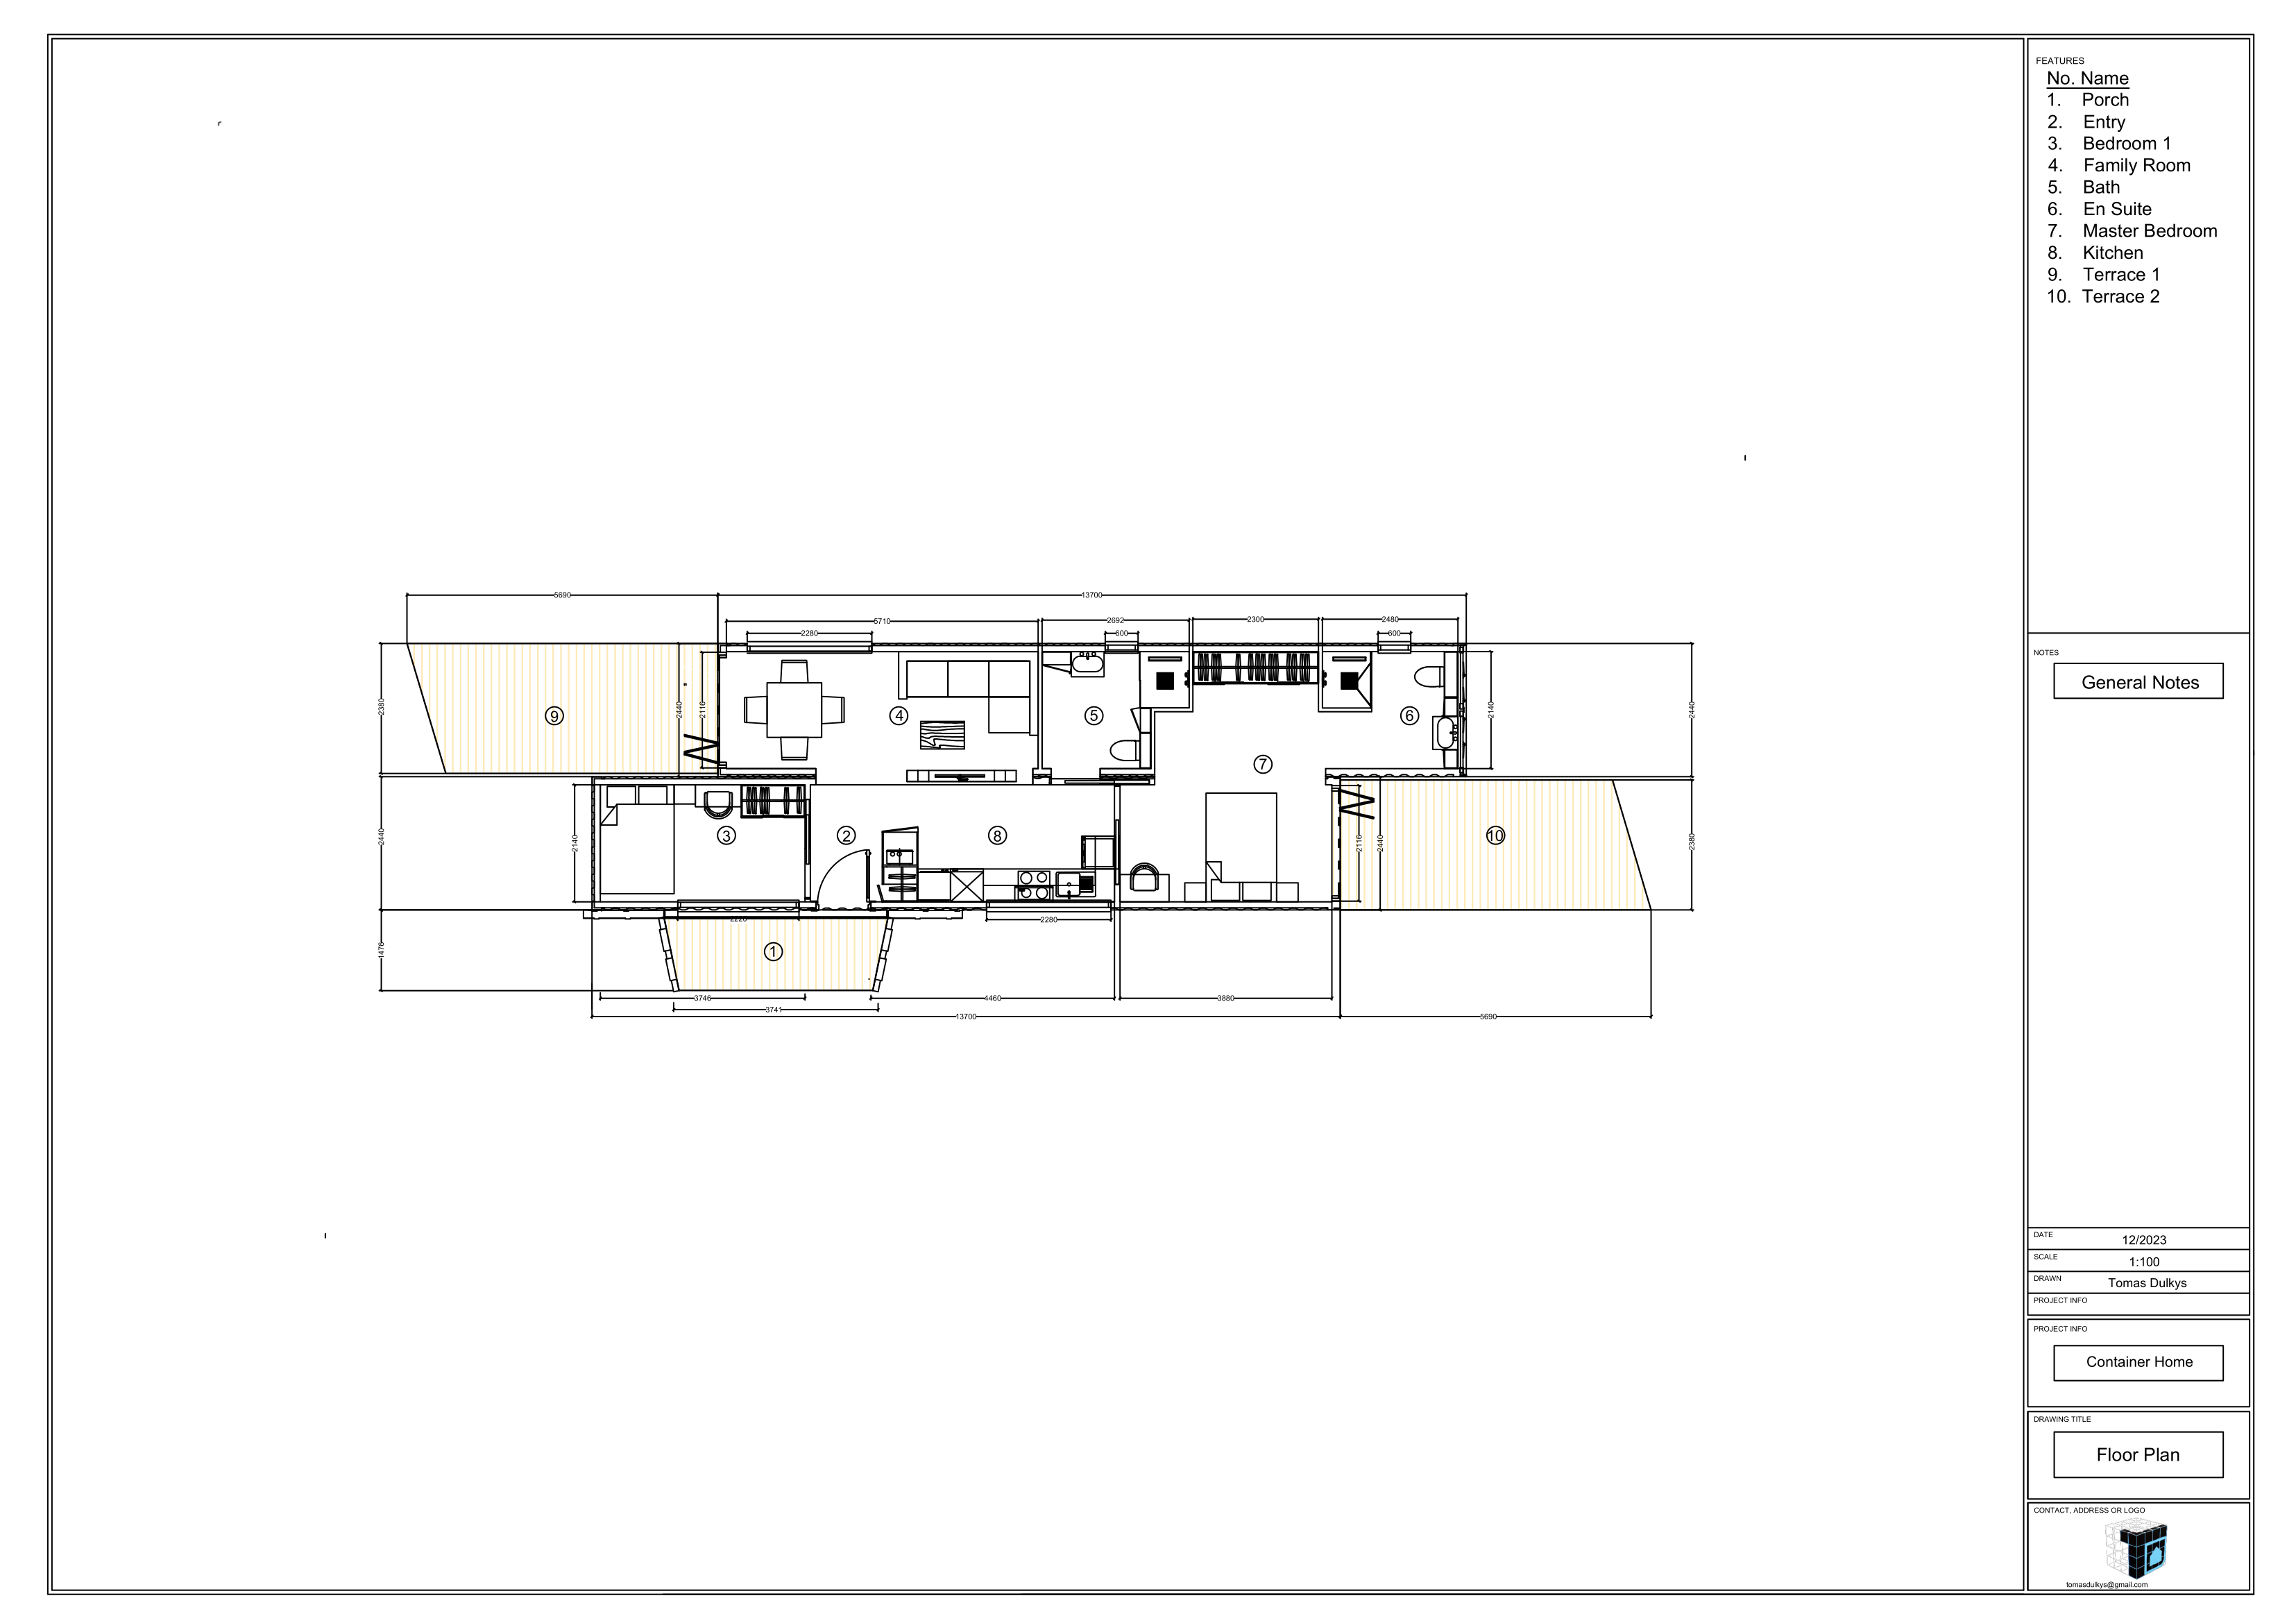 FEATURES
No. Name
1. Porch
2. Entry
3. Bedroom 1
4. Family Room
5. Bath
6. En Suite
7. Master Bedroom
8. Kitchen
9. Terrace 1
10. Terrace 2
5690
13700
5710
2692
2300
2480
2280
600
600
2380
2440
2116
2140
2440
9
4
5
6
7
3
2
8
10
2440
2140
2116
2440
2380
2220
2280
1476
1
3746
4460
3880
3741
13700
5690
NOTES
General Notes
DATE
12/2023
SCALE
1:100
DRAWN
Tomas Dulkys
PROJECT INFO
PROJECT INFO
Container Home
DRAWING TITLE
Floor Plan
CONTACT, ADDRESS OR LOGO
tomasdulkys@gmail.com